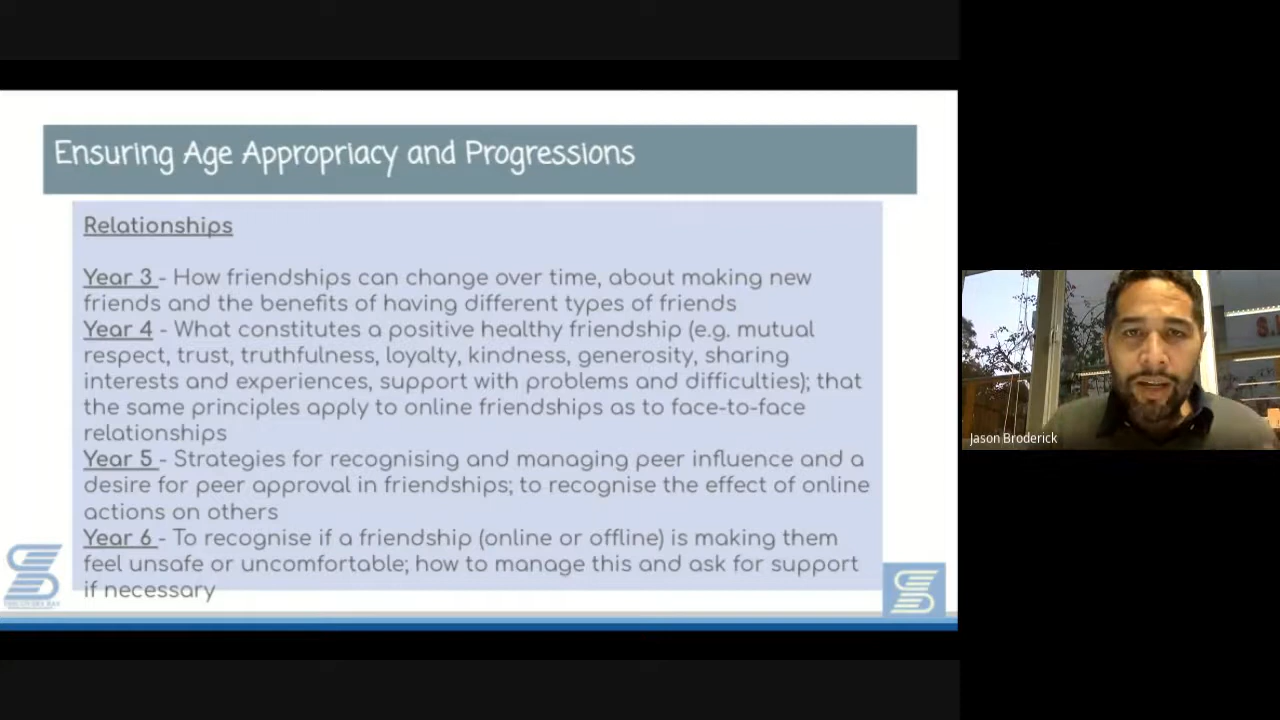 Ensuring Age Appropriacy and Progressions
Relationships
Year 3 - How friendships can change over time, about making new
friends and the benefits of having different types of friends
Year 4 - What constitutes a positive healthy friendship (e.g. mutual
respect, trust, truthfulness, loyalty, kindness, generosity, sharing
interests and experiences, support with problems and difficulties); that
the same principles apply to online friendships as to face-to-face
relationships
Year 5 - Strategies for recognising and managing peer influence and a
desire for peer approval in friendships; to recognise the effect of online
actions on others
Year 6 - To recognise if a friendship (online or offline) is making them
feel unsafe or uncomfortable; how to manage this and ask for support
if necessary
Jason Broderick